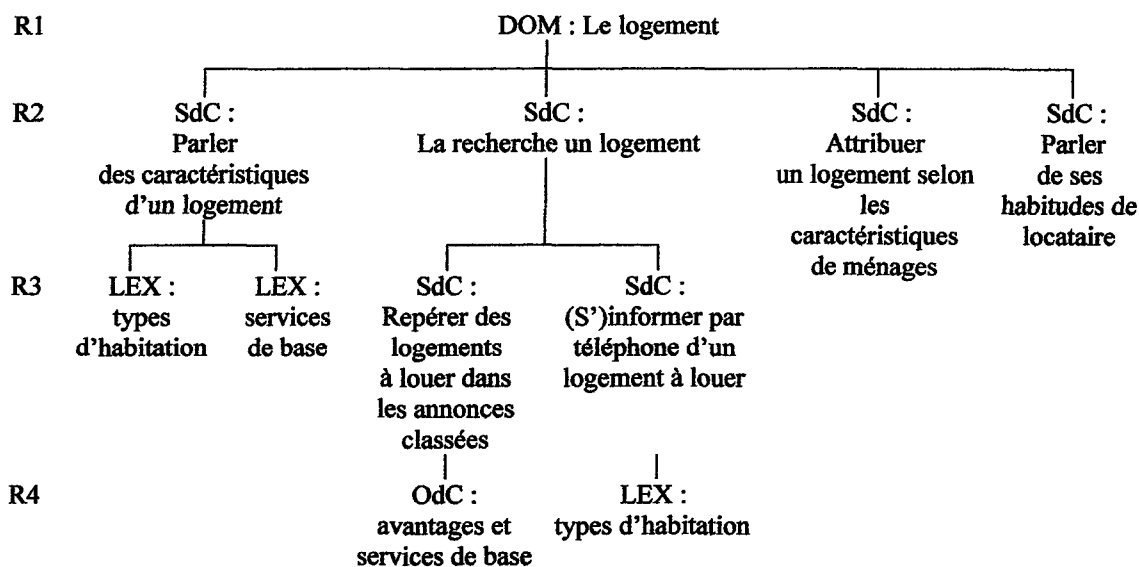 R1 DOM : Le logement
R2 SdC : SdC : SdC : SdC :
Parler La recherche un logement Attribuer Parler
des caractéristiques un logement selon de ses
d'un logement les habitudes de
caractéristiques locataire
de ménages
R3 LEX : LEX : SdC : SdC :
types services Repérer des (S')informer par
d'habitation de base logements téléphone d'un
à louer dans logement à louer
les annonces
classées
R4 OdC : LEX :
avantages et types d'habitation
services de base